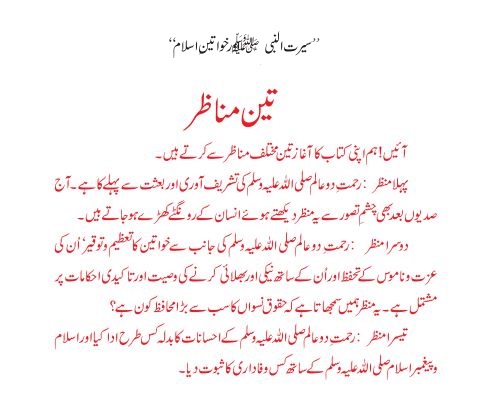 ’’سیرت النبی ﷺ اور خواتین اسلام‘‘
تین مناظر
آئیں! ہم اپنی کتاب کا آغاز تین مختلف مناظر سے کرتے ہیں۔
پہلا منظر : رحمتِ دو عالم صلی اللہ علیہ وسلم کی تشریف آوری اور بعثت سے پہلے کا ہے۔ آج
صدیوں بعد بھی چشمِ تصور سے یہ منظر دیکھتے ہوئے انسان کے رونگٹے کھڑے ہو جاتے ہیں۔
دوسرا منظر : رحمتِ دو عالم صلی اللہ علیہ وسلم کی جانب سے خواتین کا تعظیم و توقیر‘ اُن کی
عزت و ناموس کے تحفظ اور اُن کے ساتھ نیکی اور بھلائی کرنے کی وصیت اور تاکیدی احکامات پر
مشتمل ہے۔ یہ منظر ہمیں سمجھاتا ہے کہ حقوق نسواں کا سب سے بڑا محافظ کون ہے؟
تیسرا منظر : رحمتِ دو عالم صلی اللہ علیہ وسلم کے احسانات کا بدلہ کس طرح ادا کیا اور اسلام
و پیغمبر اسلام صلی اللہ علیہ وسلم کے ساتھ کس وفاداری کا ثبوت دیا۔